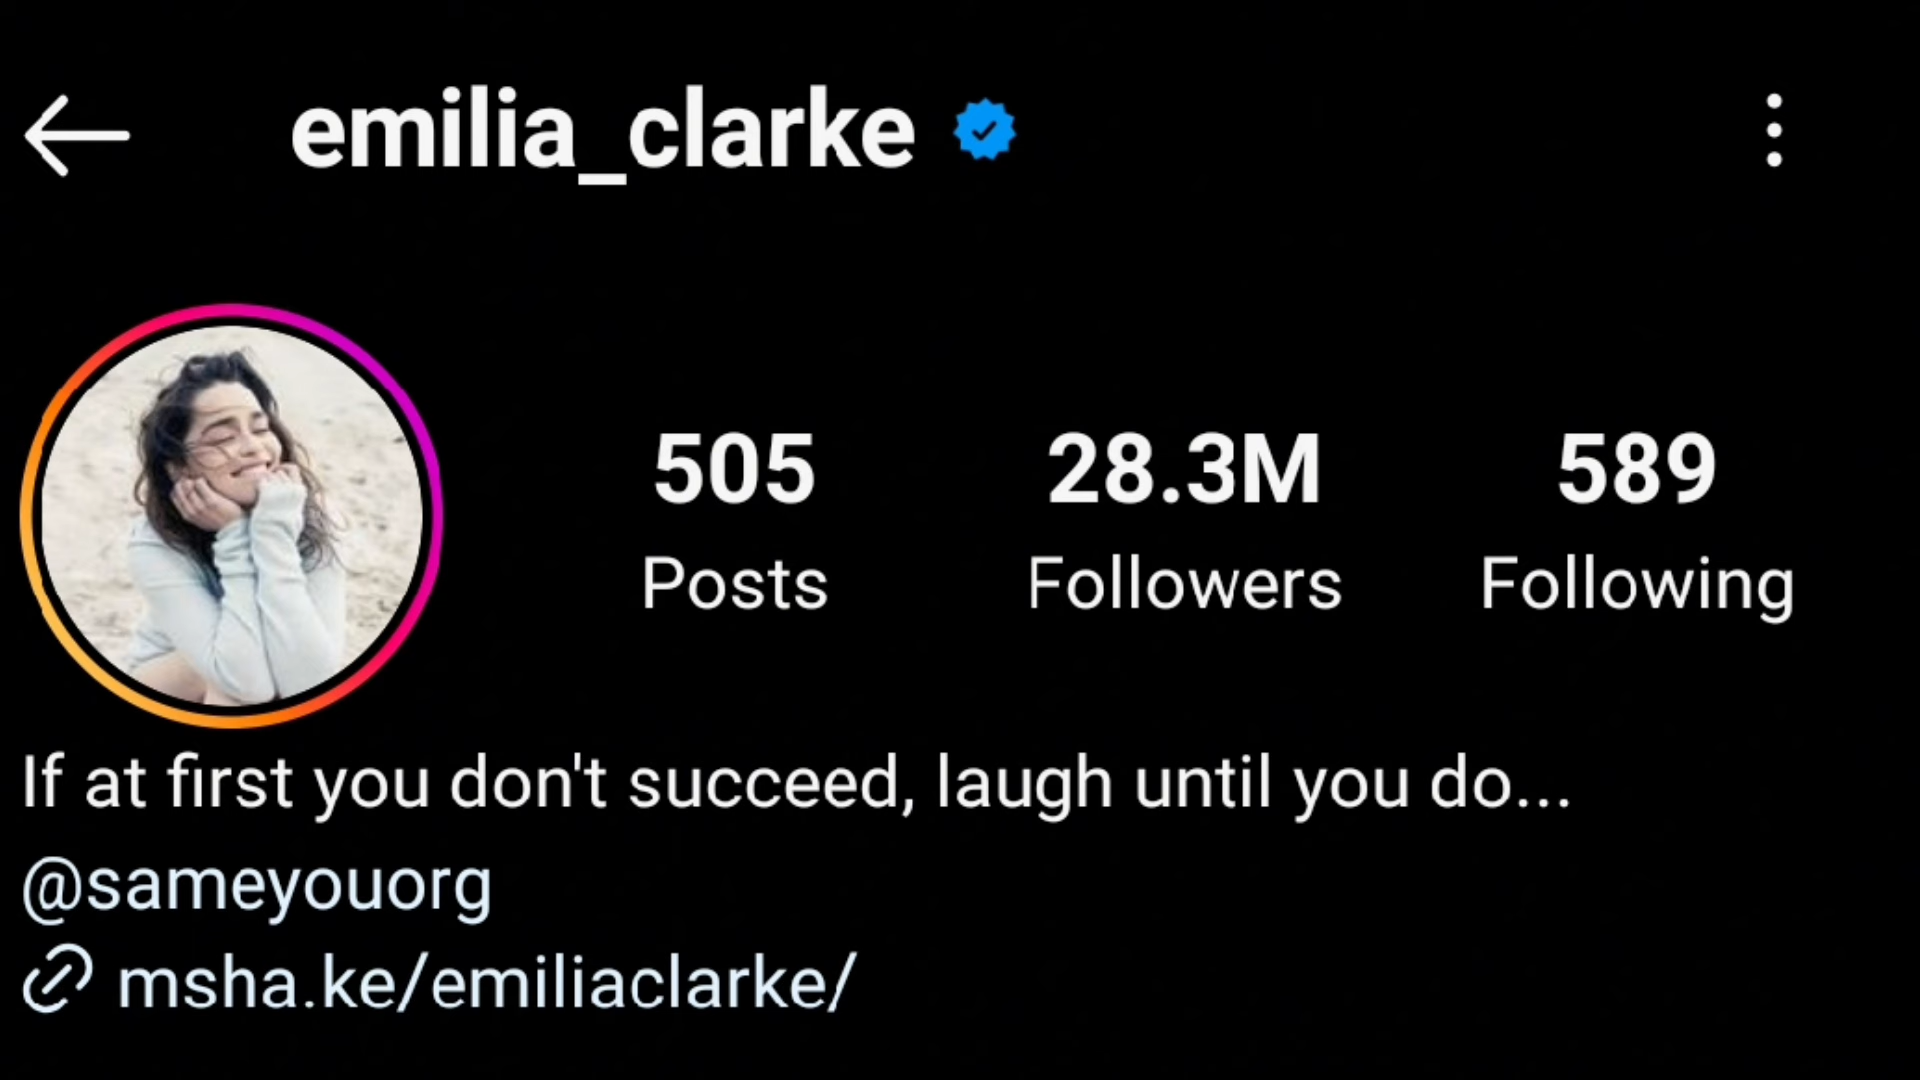 emilia_clarke
505 28.3M 589
Posts Followers Following
If at first you don't succeed, laugh until you do...
@sameyouorg
msha.ke/emiliaclarke/